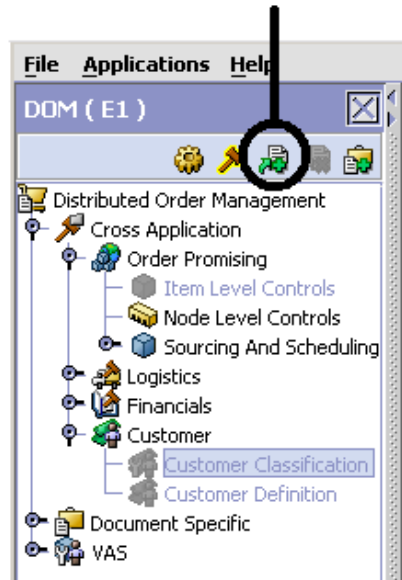 File Applications Help
DOM ( E1 )
Distributed Order Management
Cross Application
Order Promising
Item Level Controls
Node Level Controls
Sourcing And Scheduling
Logistics
Financials
Customer
Customer Classification
Customer Definition
Document Specific
VAS